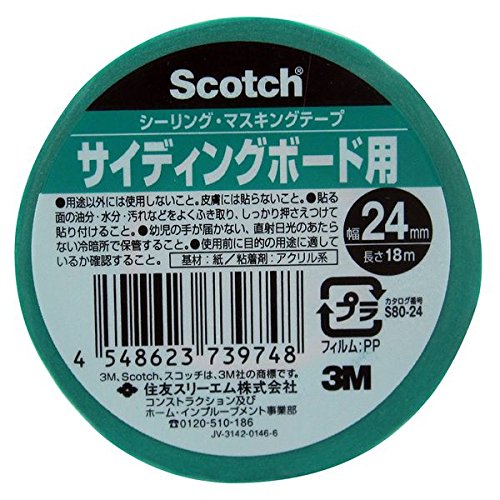 Scotch®
シーリング・マスキングテープ
サイディングボード用
●用途以外には使用しないこと。皮膚には貼らないこと。●貼る
面の油分・水分・汚れなどをよくふき取り、しっかり押さえつけて
貼り付けること。●幼児の手が届かない、直射日光のあたら
ない冷暗所で保管すること。●使用前に目的の用途に適して
いるか確認すること。
基材:紙/粘着剤:アクリル系
幅24mm
長さ18m
プラ
カタログ番号
S80-24
フィルム:PP
4 548623 739748
3M
3M、Scotch、スコッチは、3M社の商標です。
住友スリーエム株式会社
コンストラクション及び
ホーム・インプルーブメント事業部
☎0120-510-186
JV-3142-0146-6